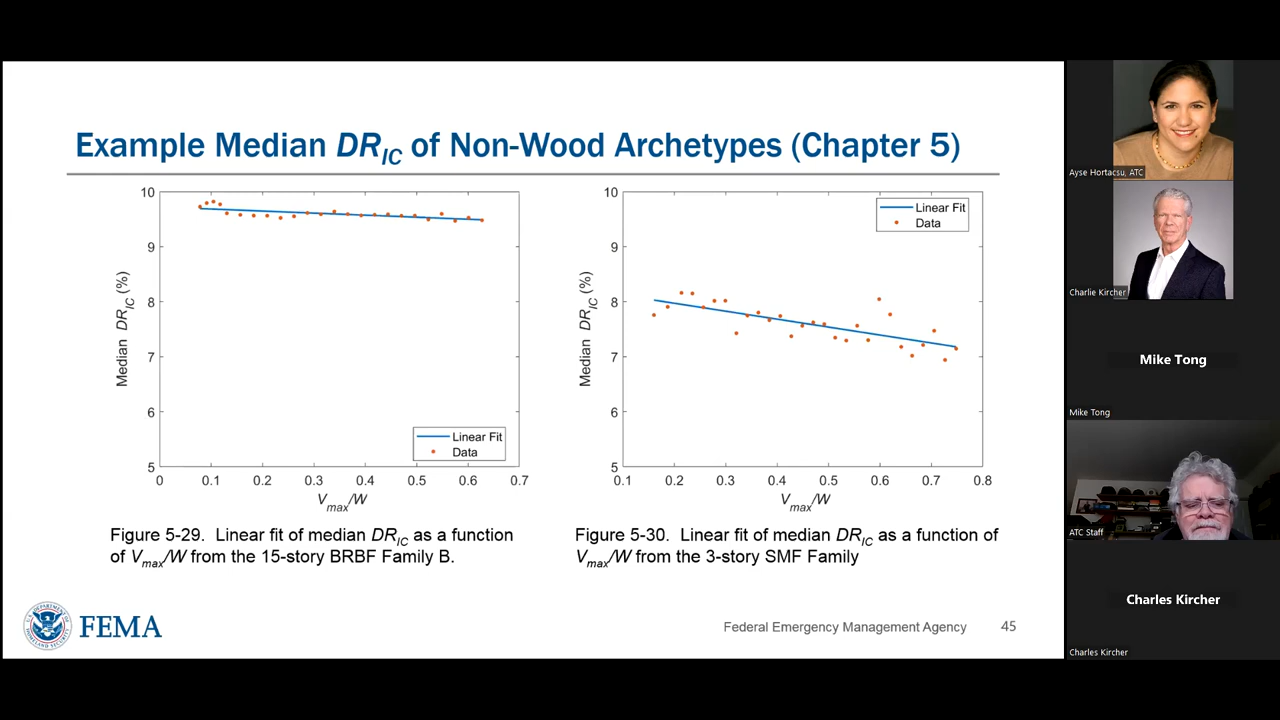 Example Median DR_IC of Non-Wood Archetypes (Chapter 5)
10
9
8
7
6
5
Median DR_IC (%)
0 0.1 0.2 0.3 0.4 0.5 0.6 0.7
V_max/W
Linear Fit
Data
Figure 5-29. Linear fit of median DR_IC as a function
of V_max/W from the 15-story BRBF Family B.
10
9
8
7
6
5
Median DR_IC (%)
0.1 0.2 0.3 0.4 0.5 0.6 0.7 0.8
V_max/W
Linear Fit
Data
Figure 5-30. Linear fit of median DR_IC as a function of
V_max/W from the 3-story SMF Family
FEMA
Federal Emergency Management Agency 45
Ayse Hortacsu, ATC
Charlie Kircher
Mike Tong
Mike Tong
ATC Staff
Charles Kircher
Charles Kircher